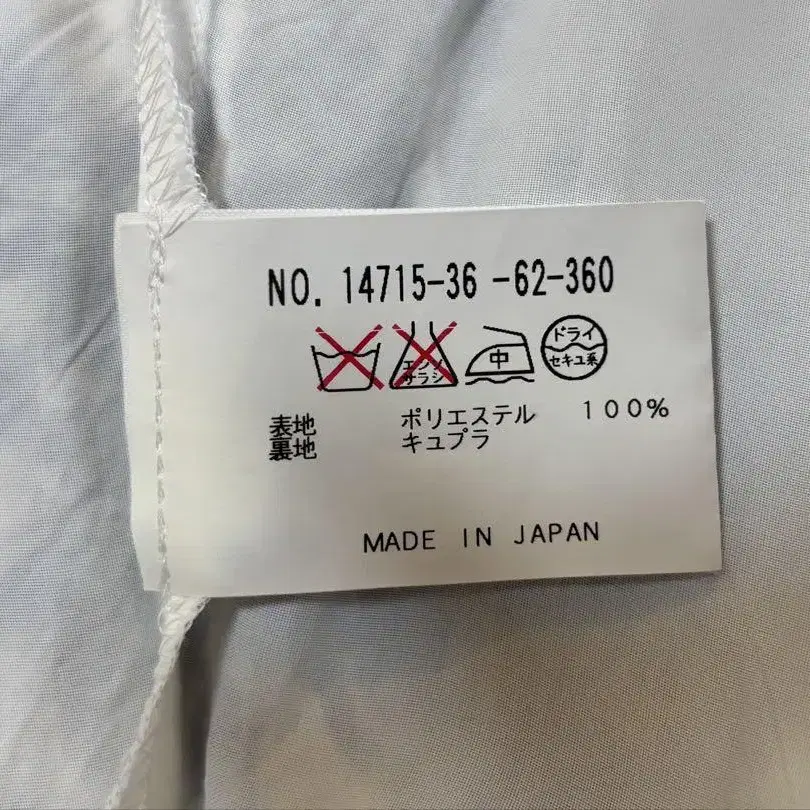 NO. 14715-36 -62-360
エンソ サラシ 中 ドライ セキユ系
表地 ポリエステル 100%
裏地 キュプラ
MADE IN JAPAN